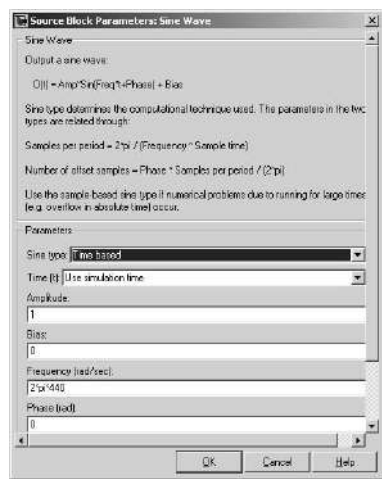 Source Block Parameters: Sine Wave
Sine Wave
Output a sine wave:
O(t) = Amp*Sin(Freq*t+Phase) + Bias
Sine type determines the computational technique used. The parameters in the two
types are related through:
Samples per period = 2*pi / (Frequency * Sample time)
Number of offset samples = Phase * Samples per period / (2*pi)
Use the sample-based sine type if numerical problems due to running for large times
(e.g. overflow in absolute time) occur.
Parameters
Sine type: Time based
Time (t): Use simulation time
Amplitude:
1
Bias:
0
Frequency (rad/sec):
2*pi*440
Phase (rad):
0
OK Cancel Help